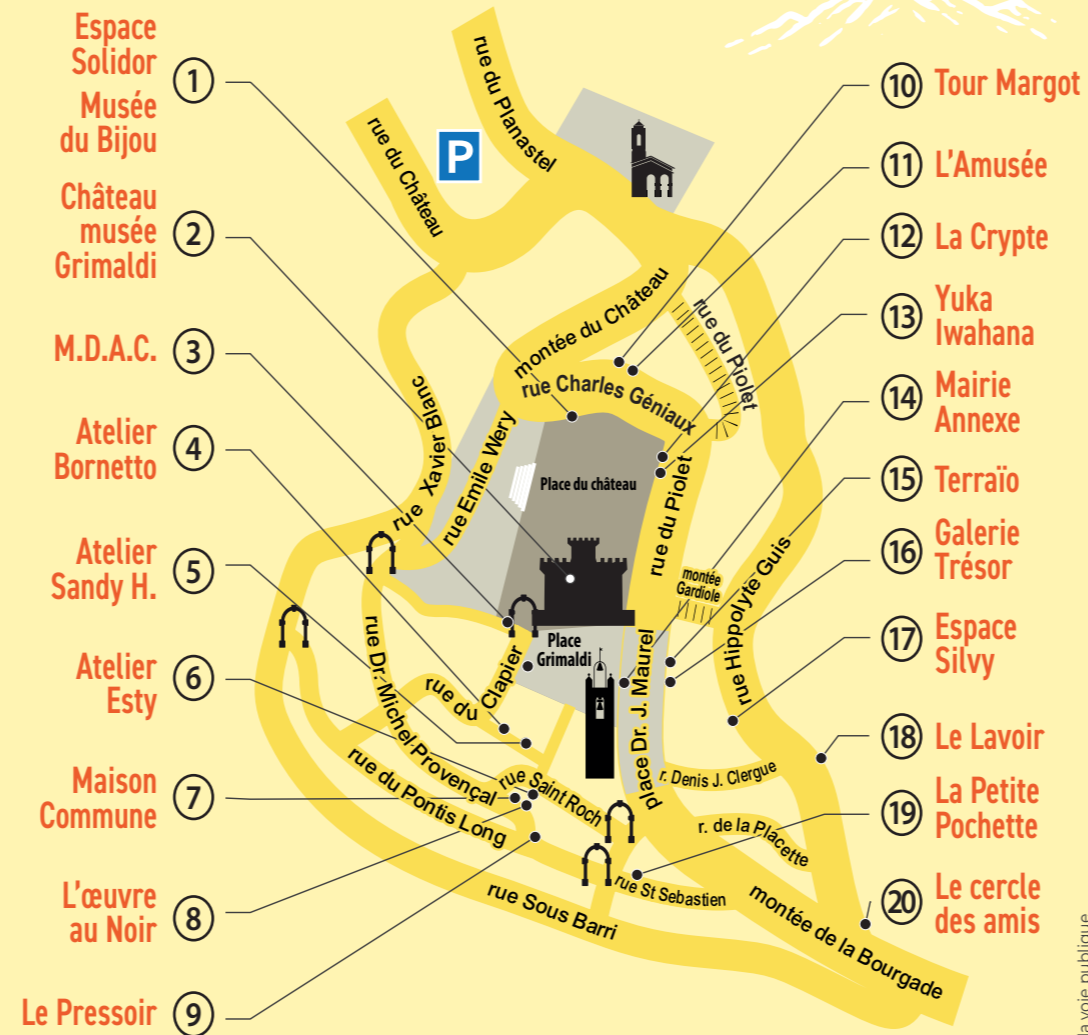 Espace
Solidor
Musée
du Bijou
1
Château
musée
Grimaldi
2
M.D.A.C.
3
Atelier
Bornetto
4
Atelier
Sandy H.
5
Atelier
Esty
6
Maison
Commune
7
L'œuvre
au Noir
8
Le Pressoir
9
rue du Planastel
rue du Château
P
montée du Château
rue du Piolet
rue Charles Géniaux
rue Xavier Blanc
rue Emile Wery
Place du château
rue du Piolet
montée
Gardiole
rue Hippolyte Guis
Place
Grimaldi
rue du Clapier
rue Dr. Michel Provençal
place Dr. J. Maurel
r. Denis J. Clergue
rue Saint Roch
rue du Pontis Long
r. de la Placette
rue St Sebastien
rue Sous Barri
montée de la Bourgade
10
Tour Margot
11
L'Amusée
12
La Crypte
13
Yuka
Iwahana
14
Mairie
Annexe
15
Terraïo
16
Galerie
Trésor
17
Espace
Silvy
18
Le Lavoir
19
La Petite
Pochette
20
Le cercle
des amis
la voie publique